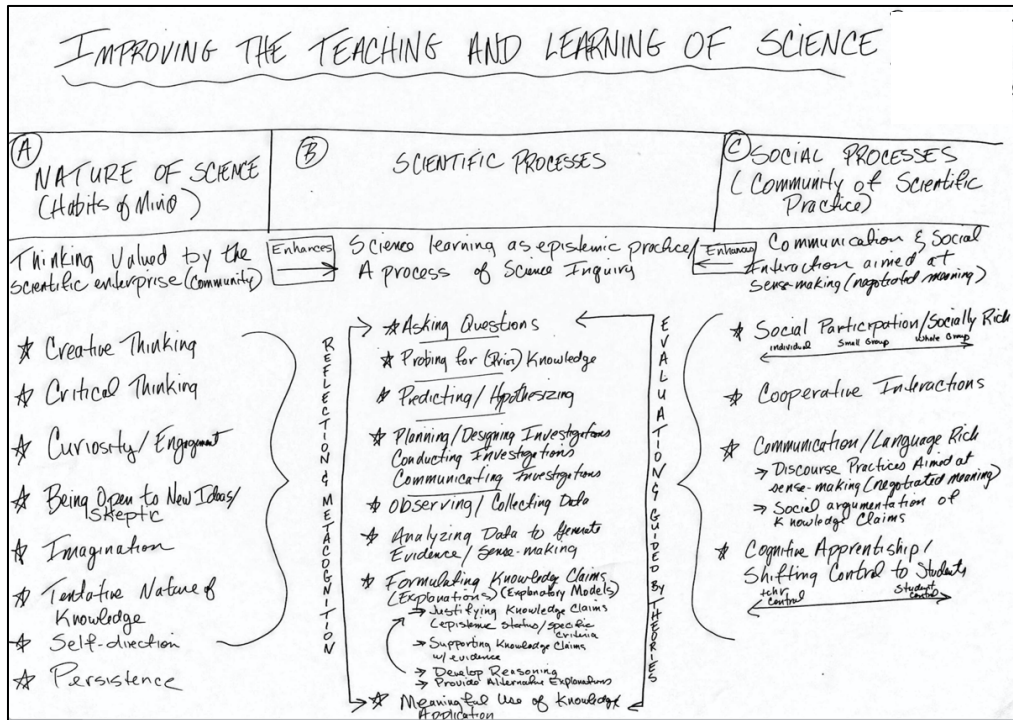 IMPROVING THE TEACHING AND LEARNING OF SCIENCE
A
NATURE OF SCIENCE
(Habits of Mind)
B
SCIENTIFIC PROCESSES
C SOCIAL PROCESSES
(Community of Scientific
Practice)
Thinking valued by the
scientific enterprise (community)
Enhances
Science learning as epistemic practice/
A process of Science Inquiry
Enhances
Communication & Social
Interaction aimed at
sense-making (nagotiated meaning)
Creative Thinking
Critical Thinking
Curiosity/Engagement
Being Open to New Ideas/
Skeptic
Imagination
Tentative Nature of
Knowledge
Self-direction
Persistence
REFLECTION & METACOGNITION
Asking Questions
Probing for (Prior) Knowledge
Predicting/Hypothesizing
Planning/Designing Investigations
Conducting Investigations
Communicating Investigations
Observing/Collecting Data
Analyzing Data to Generate
Evidence/sense-making
Formulating Knowledge Claims
(Explanations) (Explanatory Models)
Justifying Knowledge Claims
(epistemic status/specific
criteria
Supporting Knowledge Claims
w/evidence
Develop Reasoning
Provide Alternative Explanations
Meaningful Use of Knowledge
Application
EVALUATION & GUIDED BY THEORIES
Social Participation/Socially Rich
individual Small Group Whole Group
Cooperative Interactions
Communication/Language Rich
Discourse Practices Aimed at
sense-making (negotiated meaning)
Social argumentation of
Knowledge Claims
Cognitive Apprentiship/
Shifting Control to Students
tchr control Student control